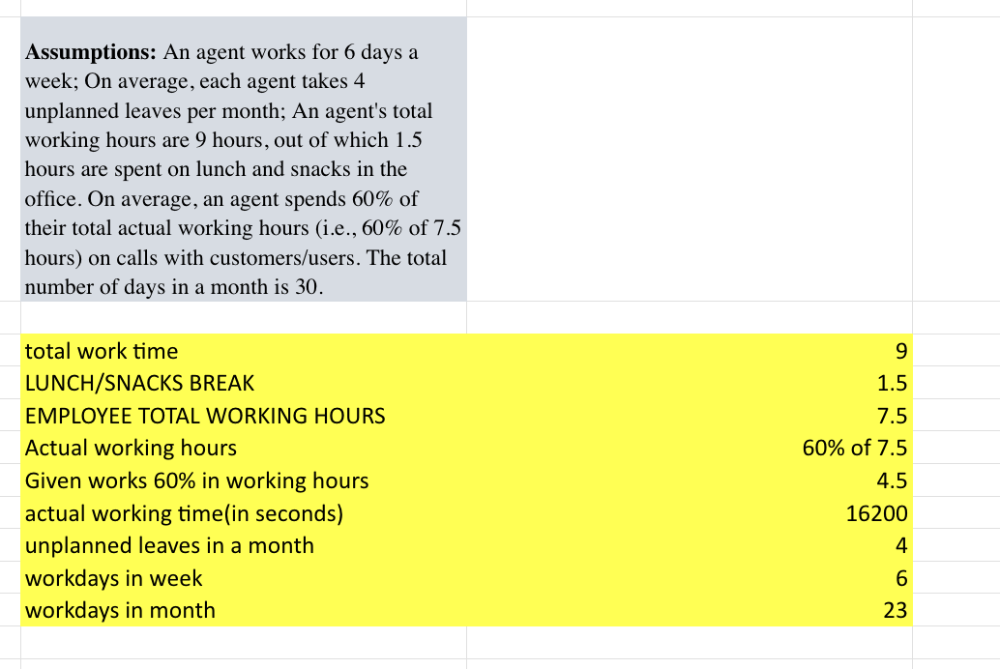 Assumptions: An agent works for 6 days a
week; On average, each agent takes 4
unplanned leaves per month; An agent's total
working hours are 9 hours, out of which 1.5
hours are spent on lunch and snacks in the
office. On average, an agent spends 60% of
their total actual working hours (i.e., 60% of 7.5
hours) on calls with customers/users. The total
number of days in a month is 30.
total work time 9
LUNCH/SNACKS BREAK 1.5
EMPLOYEE TOTAL WORKING HOURS 7.5
Actual working hours 60% of 7.5
Given works 60% in working hours 4.5
actual working time(in seconds) 16200
unplanned leaves in a month 4
workdays in week 6
workdays in month 23